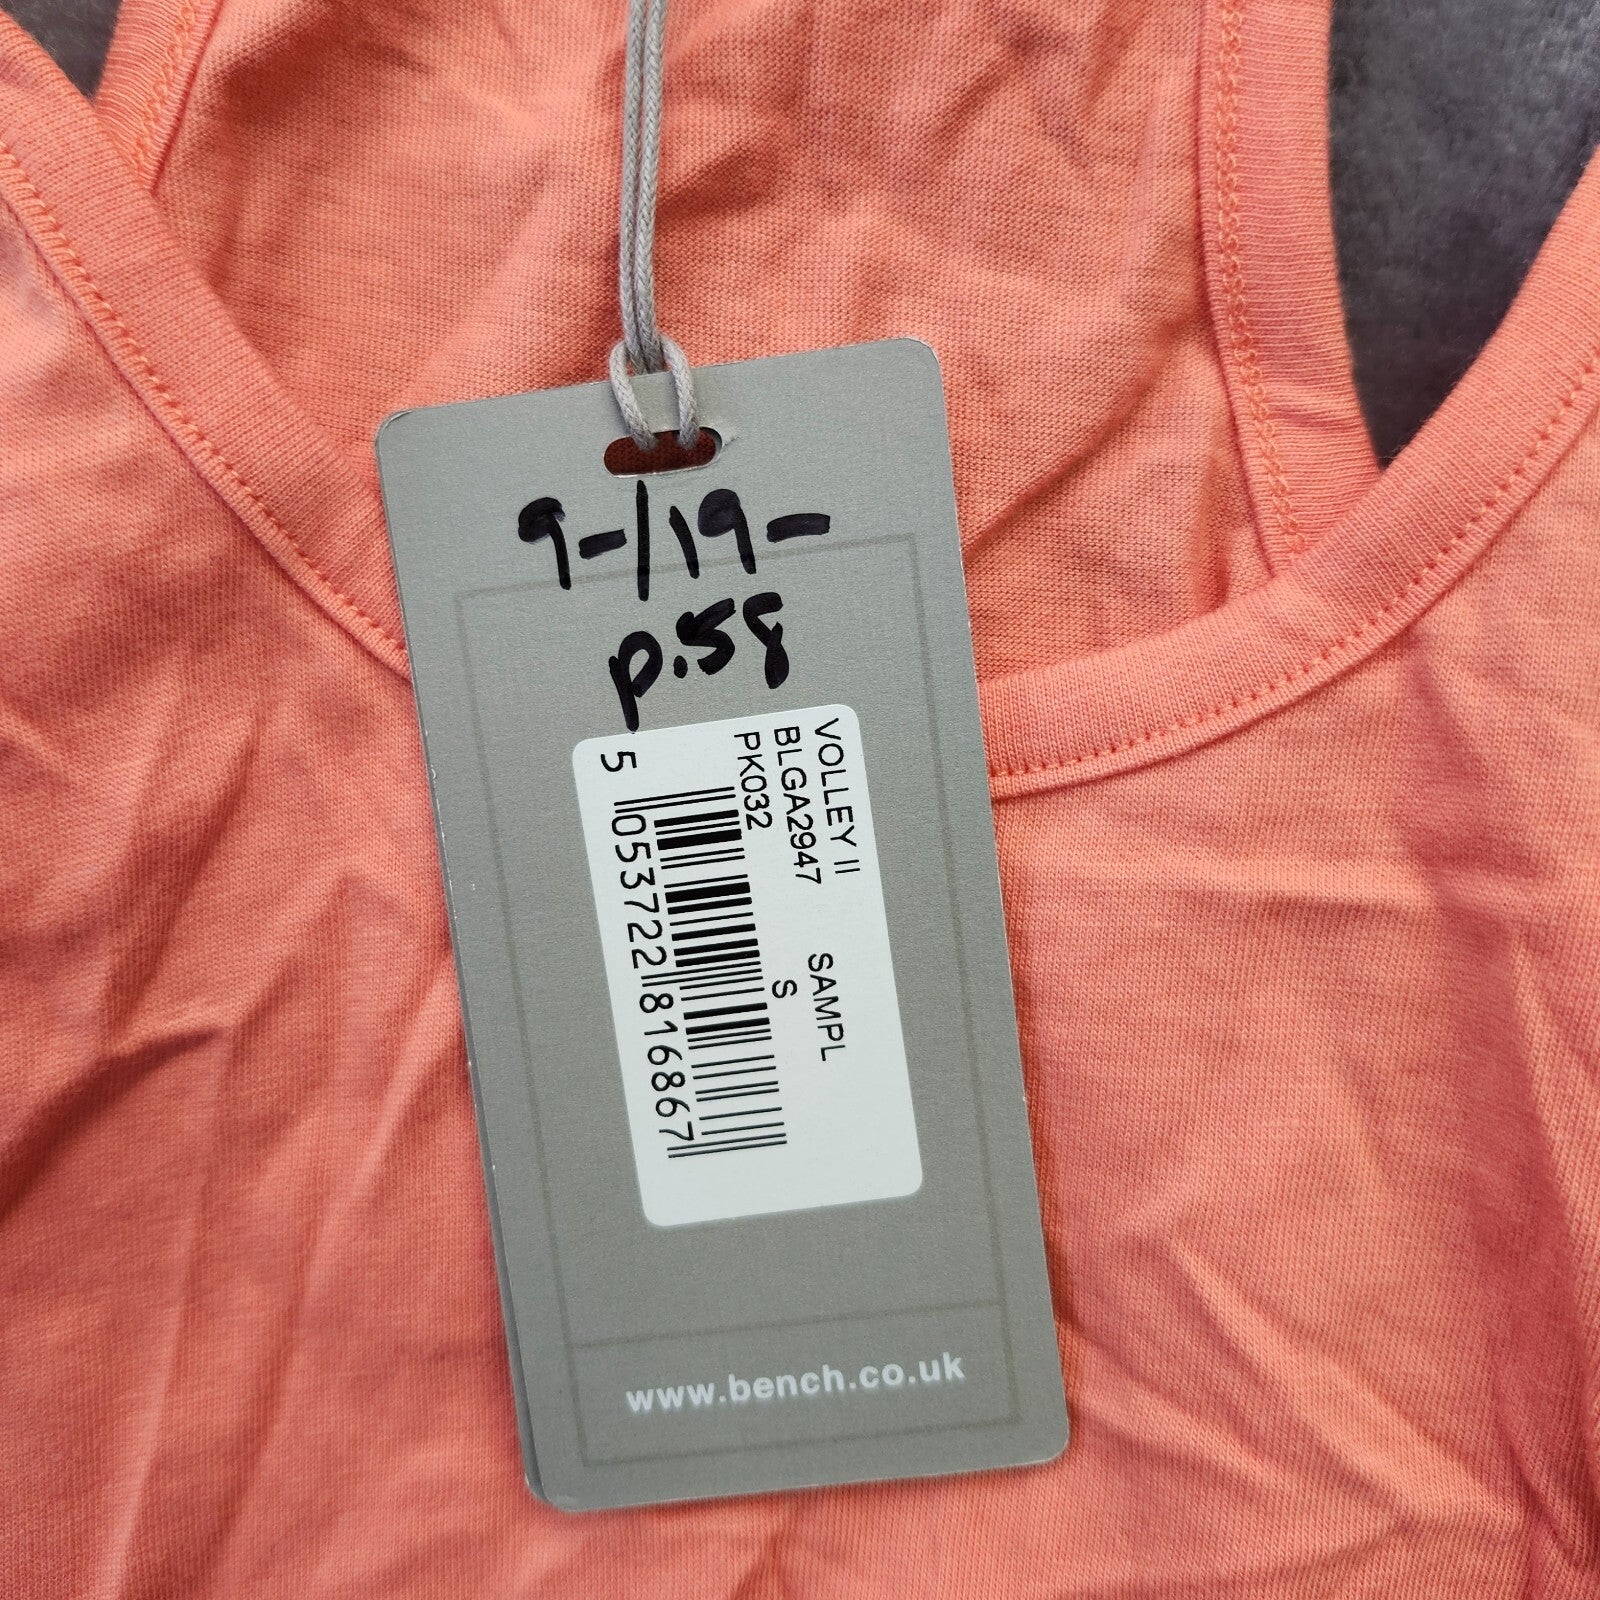 9-/19-
p.58
VOLLEY II SAMPL
BLGA2947 S
PK032
5 053722 816867
www.bench.co.uk